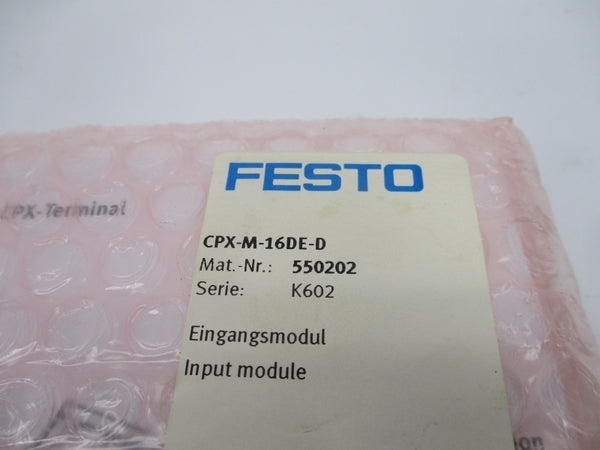 FESTO
CPX-Terminal
CPX-M-16DE-D
Mat.-Nr.: 550202
Serie: K602
Eingangsmodul
Input module